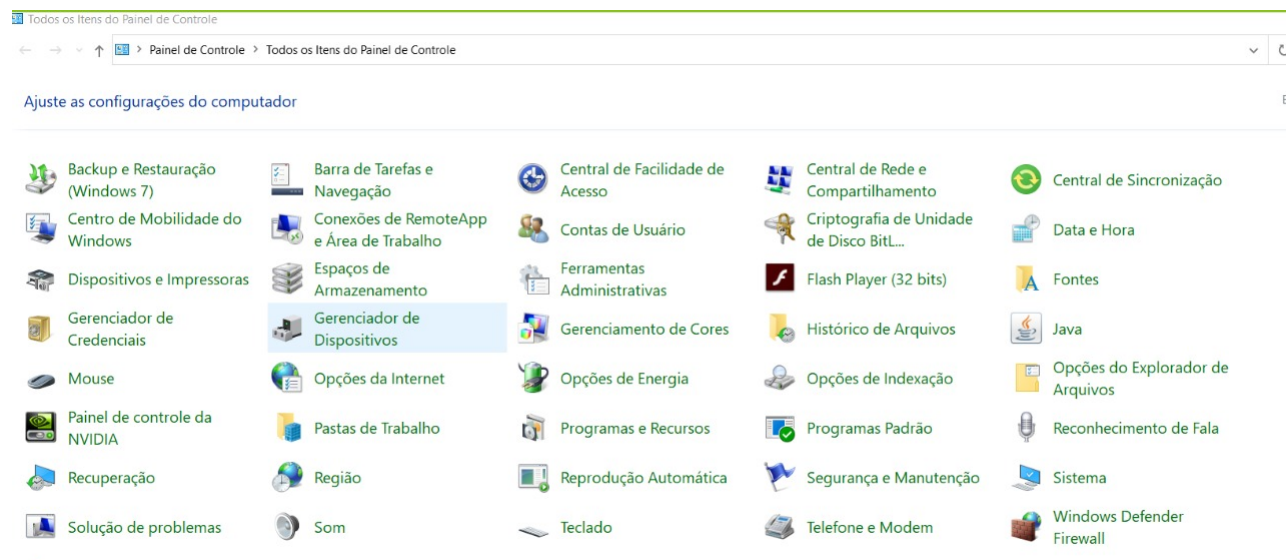 Todos os Itens do Painel de Controle
Painel de Controle > Todos os Itens do Painel de Controle
Ajuste as configurações do computador
Backup e Restauração
(Windows 7)
Barra de Tarefas e
Navegação
Central de Facilidade de
Acesso
Central de Rede e
Compartilhamento
Central de Sincronização
Centro de Mobilidade do
Windows
Conexões de RemoteApp
e Área de Trabalho
Contas de Usuário
Criptografia de Unidade
de Disco BitL...
Data e Hora
Dispositivos e Impressoras
Espaços de
Armazenamento
Ferramentas
Administrativas
Flash Player (32 bits)
Fontes
Gerenciador de
Credenciais
Gerenciador de
Dispositivos
Gerenciamento de Cores
Histórico de Arquivos
Java
Mouse
Opções da Internet
Opções de Energia
Opções de Indexação
Opções do Explorador de
Arquivos
Painel de controle da
NVIDIA
Pastas de Trabalho
Programas e Recursos
Programas Padrão
Reconhecimento de Fala
Recuperação
Região
Reprodução Automática
Segurança e Manutenção
Sistema
Solução de problemas
Som
Teclado
Telefone e Modem
Windows Defender
Firewall